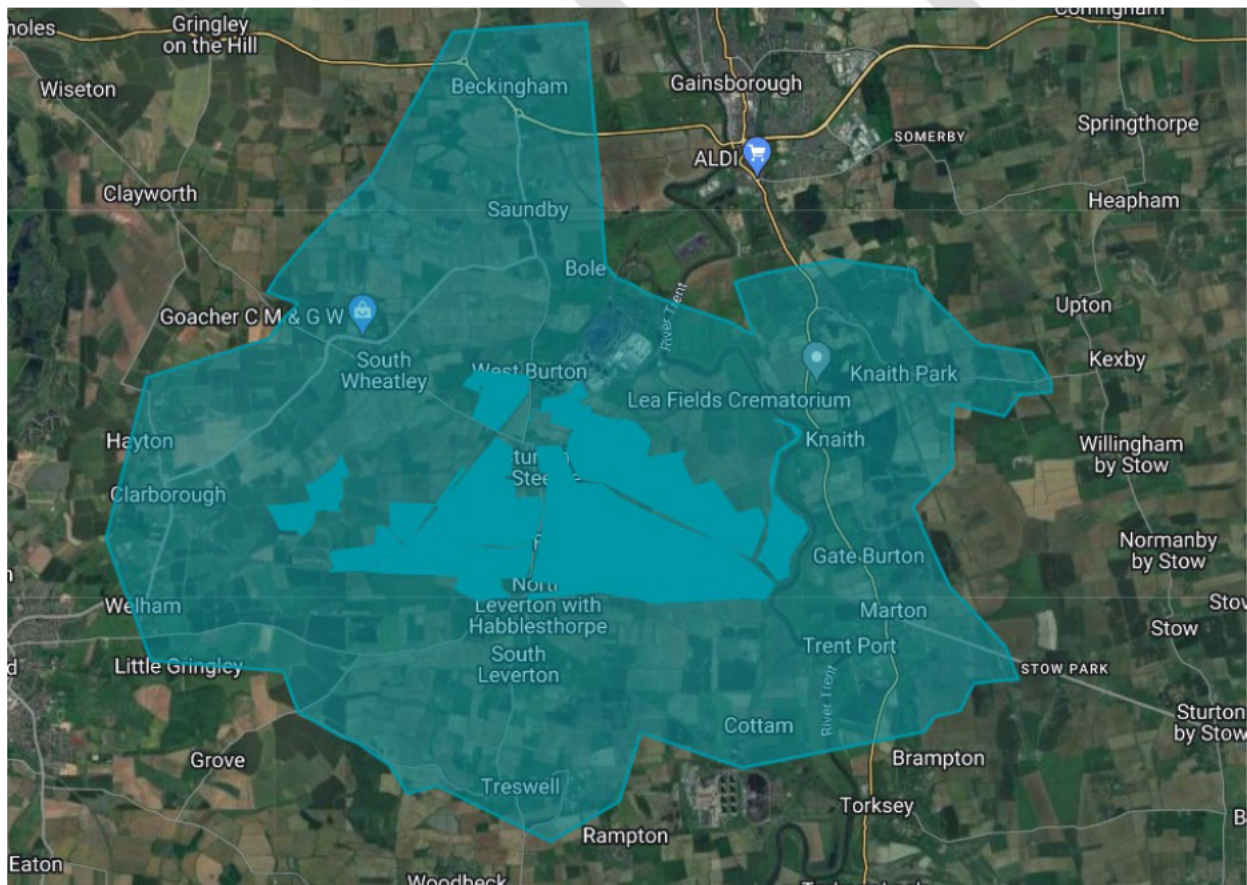 Corringham
holes
Gringley
on the Hill
Wiseton
Beckingham
Gainsborough
Springthorpe
SOMERBY
ALDI
Clayworth
Heapham
Saundby
Bole
River Trent
Upton
Goacher C M & G W
South
Wheatley
West Burton
Kexby
Knaith Park
Lea Fields Crematorium
Hayton
Knaith
Willingham
by Stow
Clarborough
Gate Burton
Normanby
by Stow
North
Leverton with
Habblesthorpe
Welham
Marton
Stow
Trent Port
South
Leverton
Little Gringley
STOW PARK
River Trent
Cottam
Sturton
by Stow
Grove
Brampton
Treswell
Torksey
Rampton
Eaton
Woodbeck